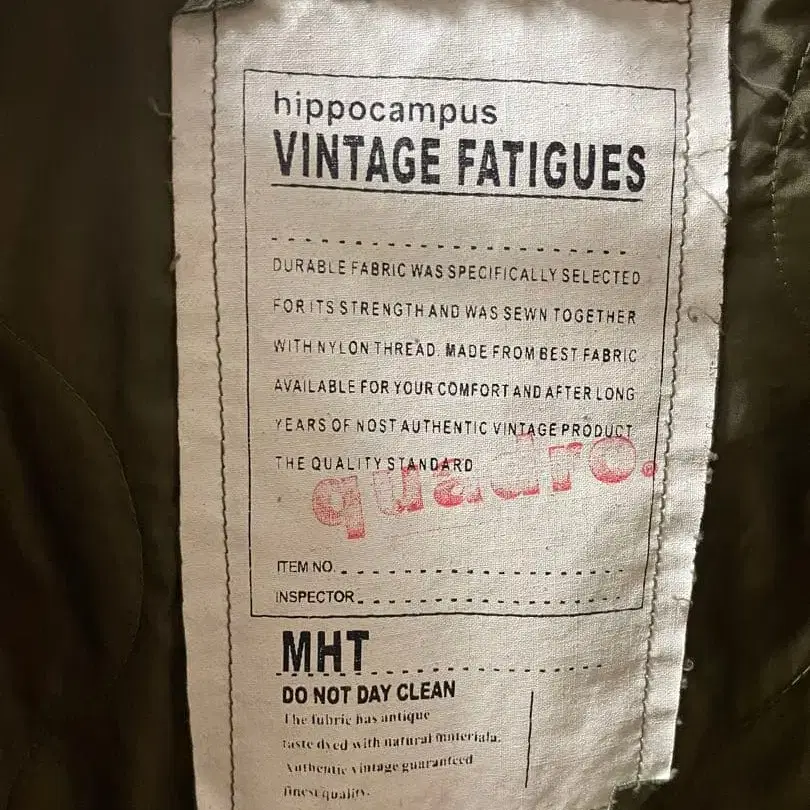 hippocampus
VINTAGE FATIGUES
DURABLE FABRIC WAS SPECIFICALLY SELECTED
FOR ITS STRENGTH AND WAS SEWN TOGETHER
WITH NYLON THREAD. MADE FROM BEST FABRIC
AVAILABLE FOR YOUR COMFORT AND AFTER LONG
YEARS OF NOST AUTHENTIC VINTAGE PRODUCT
THE QUALITY STANDARD
quadro.
ITEM NO.
INSPECTOR
MHT
DO NOT DAY CLEAN
The fubric has antique
taste dyed with natural materiala.
Authentic vintage guaranteed
finest quality.